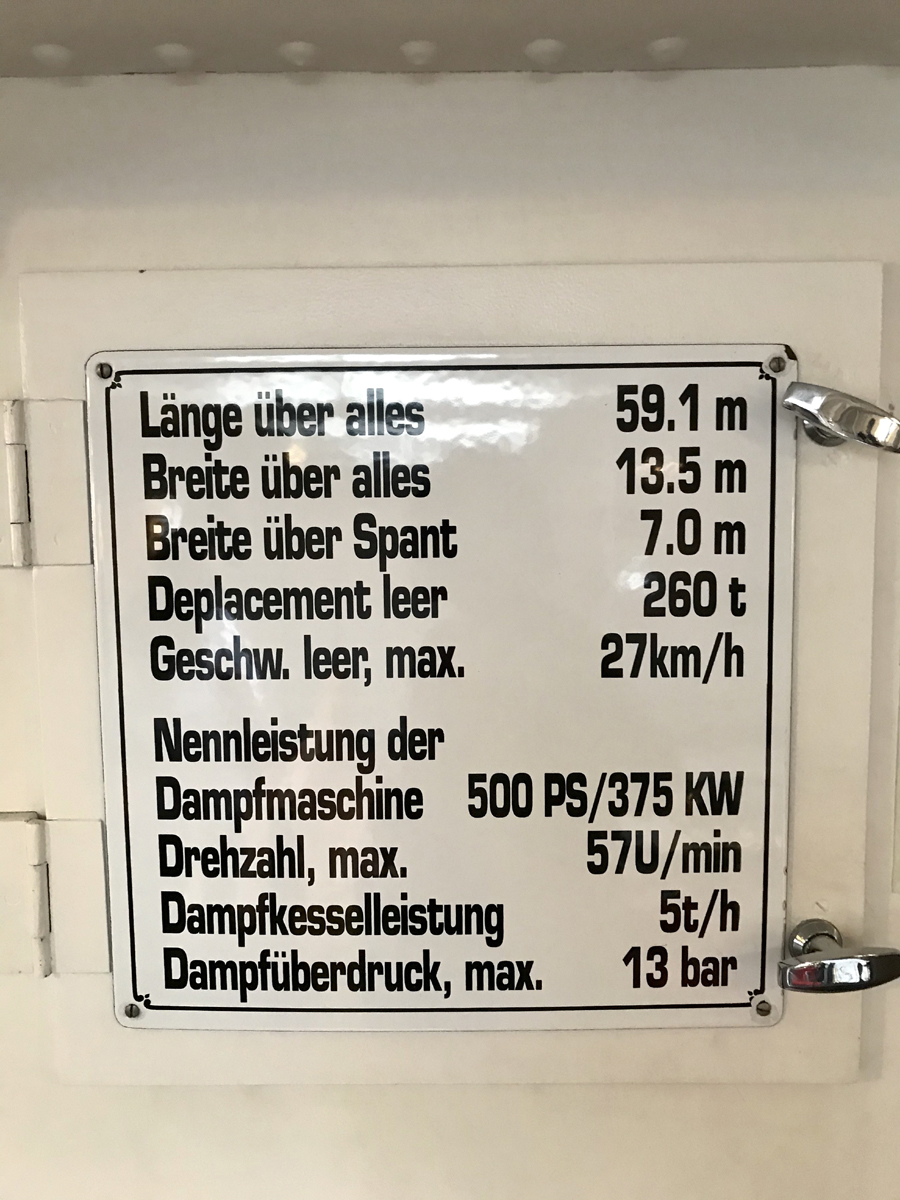 Länge über alles 59.1 m
Breite über alles 13.5 m
Breite über Spant 7.0 m
Deplacement leer 260 t
Geschw. leer, max. 27km/h
Nennleistung der
Dampfmaschine 500 PS/375 KW
Drehzahl, max. 57U/min
Dampfkesselleistung 5t/h
Dampfüberdruck, max. 13 bar